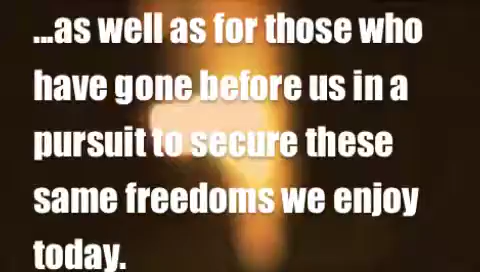 ...as well as for those who
have gone before us in a
pursuit to secure these
same freedoms we enjoy
today.